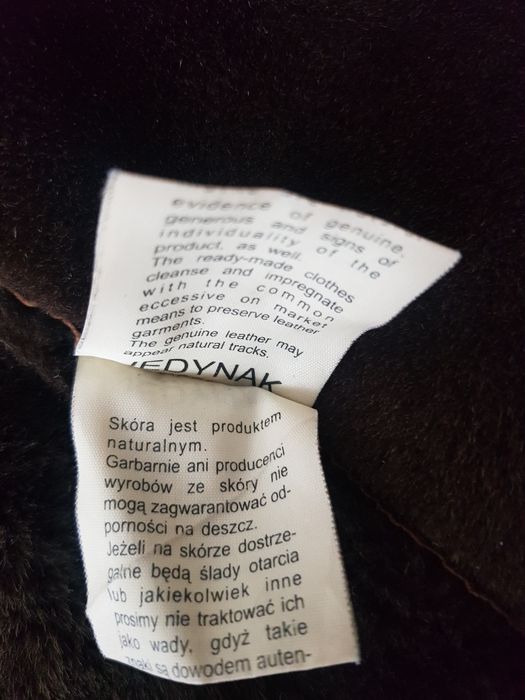 evidence of genuine,
generous and signs of
individuality of the
product, as well.
The ready-made clothes
cleanse and impregnate
with the common
eccessive on market
means to preserve leather
garments.
The genuine leather may
appear natural tracks.
JEDYNAK
Skóra jest produktem
naturalnym.
Garbarnie ani producenci
wyrobów ze skóry nie
mogą zagwarantować od-
porności na deszcz.
Jeżeli na skórze dostrze-
galne będą ślady otarcia
lub jakiekolwiek inne
prosimy nie traktować ich
jako wady, gdyż takie
znaki są dowodem auten-